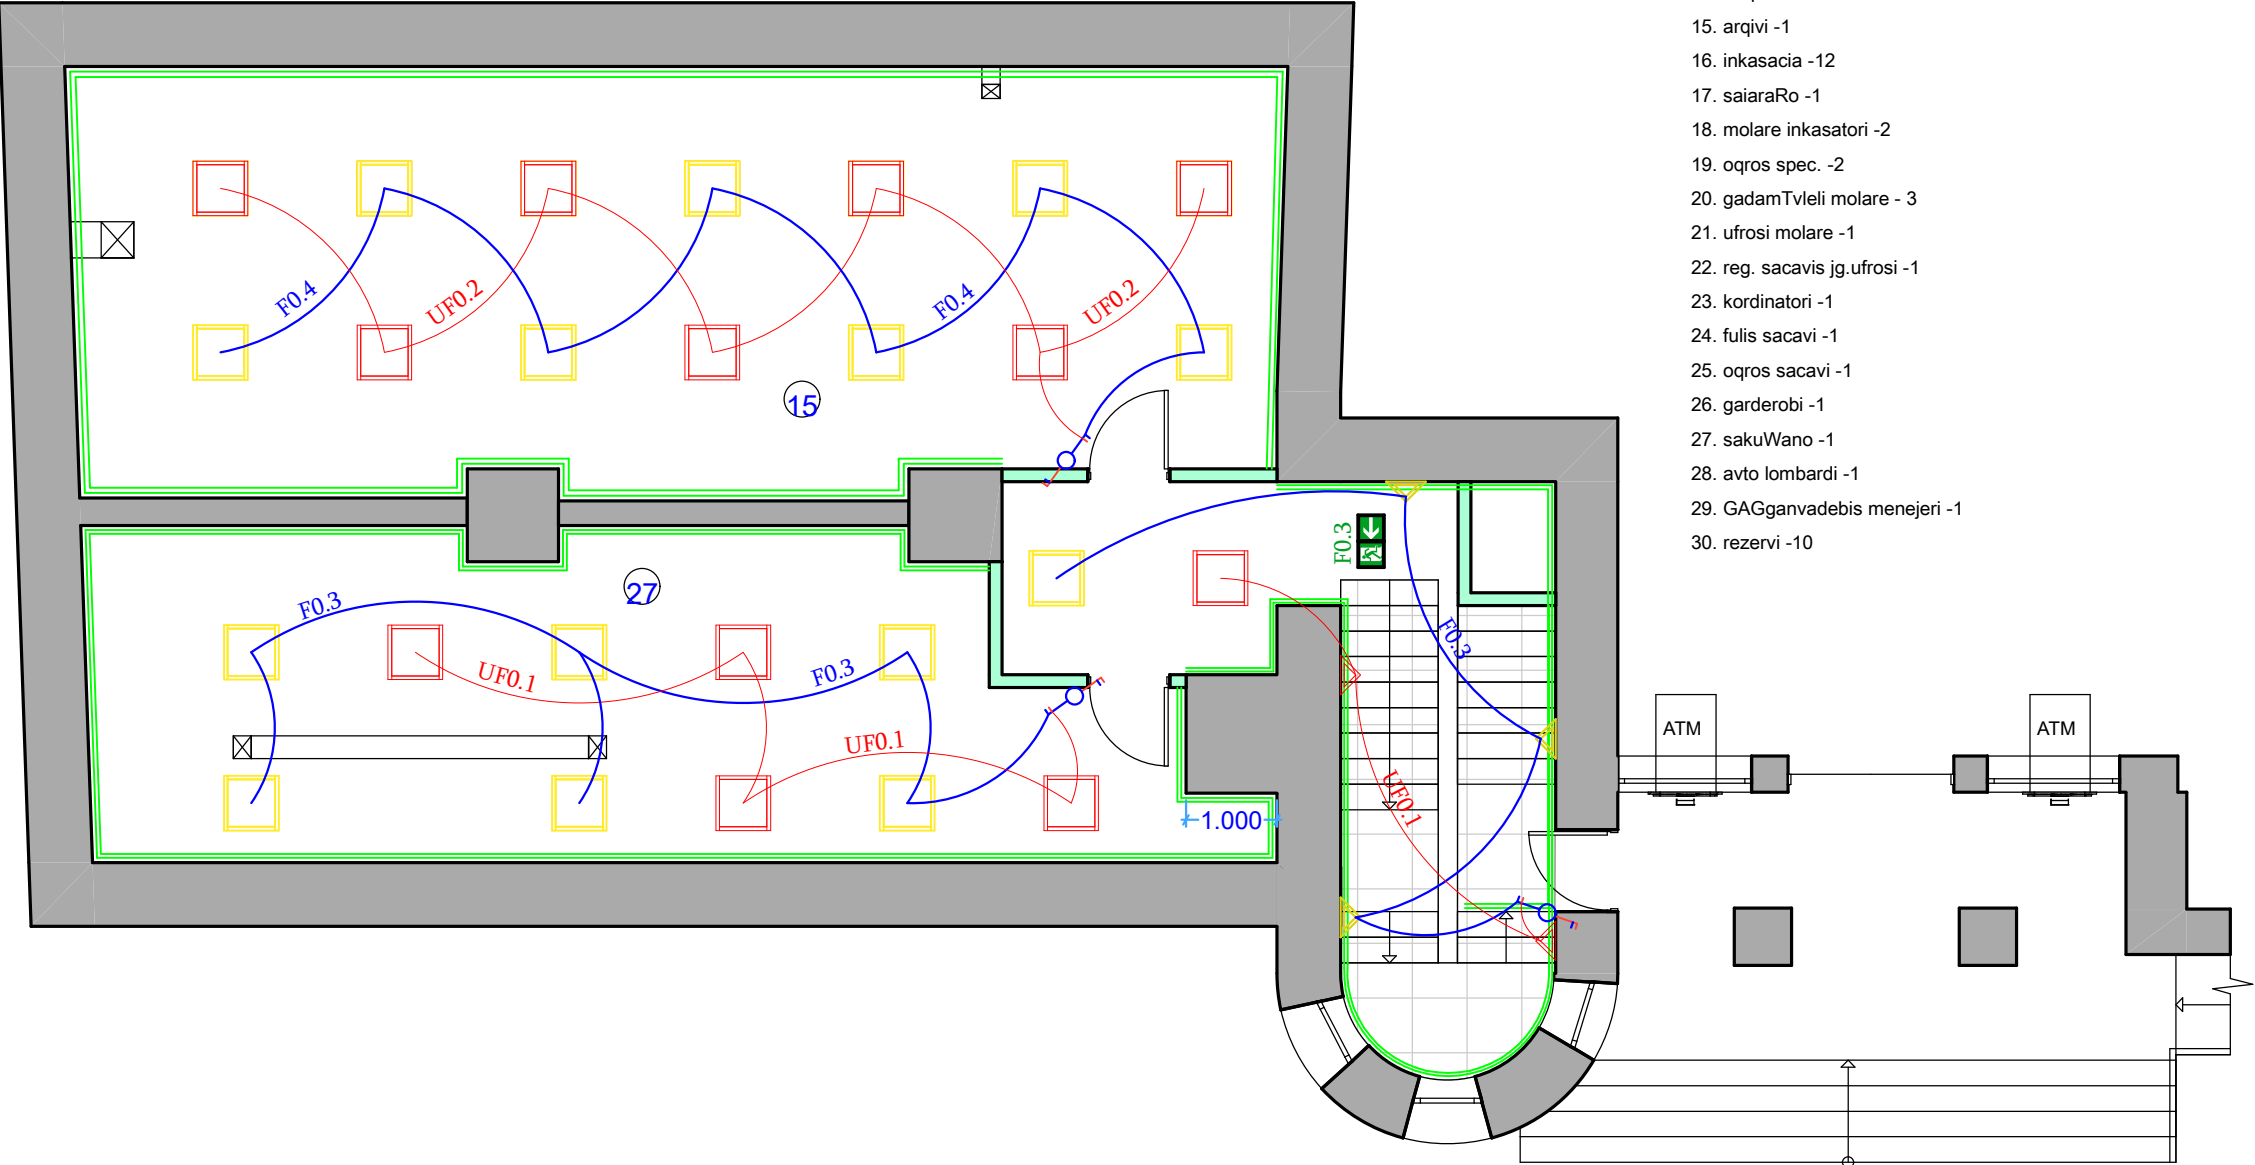 15. arqivi -1
16. inkasacia -12
17. saiaraRo -1
18. molare inkasatori -2
19. oqros spec. -2
20. gadamTvleli molare - 3
21. ufrosi molare -1
22. reg. sacavis jg.ufrosi -1
23. kordinatori -1
24. fulis sacavi -1
25. oqros sacavi -1
26. garderobi -1
27. sakuWano -1
28. avto lombardi -1
29. GAGganvadebis menejeri -1
30. rezervi -10
F0.4
UF0.2
F0.4
UF0.2
15
F0.3
27
F0.3
F0.3
UF0.1
F0.3
UF0.1
UF0.1
1.000
ATM
ATM